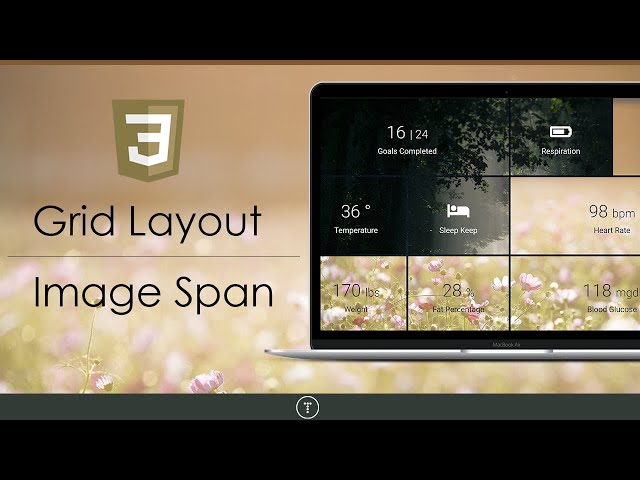 3
Grid Layout
Image Span
16 | 24
Goals Completed
Respiration
36 °
Temperature
Sleep Keep
98 bpm
Heart Rate
170 lbs
Weight
28 %
Fat Percentage
118 mgd
Blood Glucose
MacBook Air